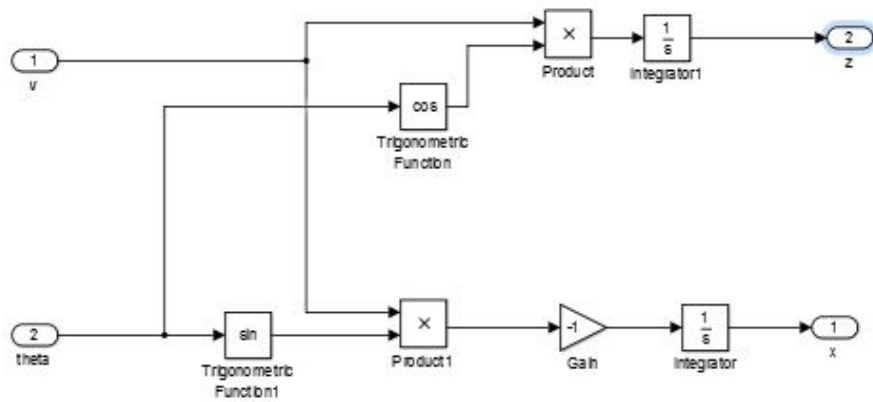 1
v
cos
Trigonometric
Function
×
Product
1
s
Integrator1
2
z
2
theta
sin
Trigonometric
Function1
×
Product1
-1
Gain
1
s
Integrator
1
x